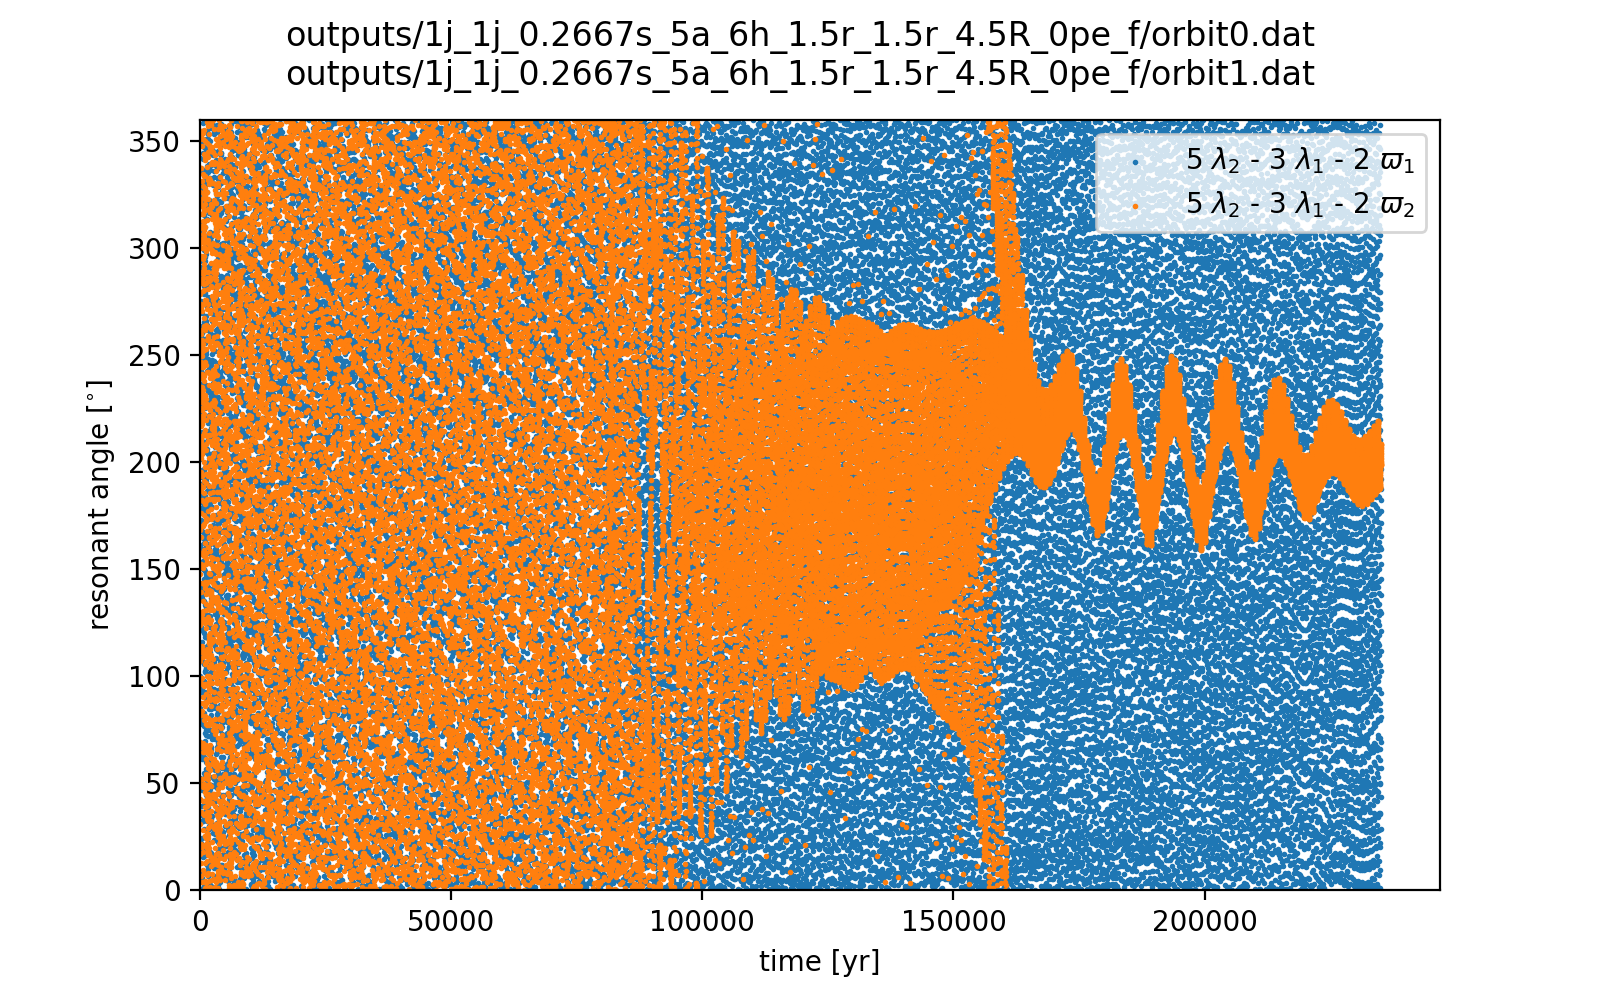 outputs/1j_1j_0.2667s_5a_6h_1.5r_1.5r_4.5R_0pe_f/orbit0.dat
outputs/1j_1j_0.2667s_5a_6h_1.5r_1.5r_4.5R_0pe_f/orbit1.dat
350
300
250
200
150
100
50
0
resonant angle [°]
5 λ₂ - 3 λ₁ - 2 ϖ₁
5 λ₂ - 3 λ₁ - 2 ϖ₂
0 50000 100000 150000 200000
time [yr]